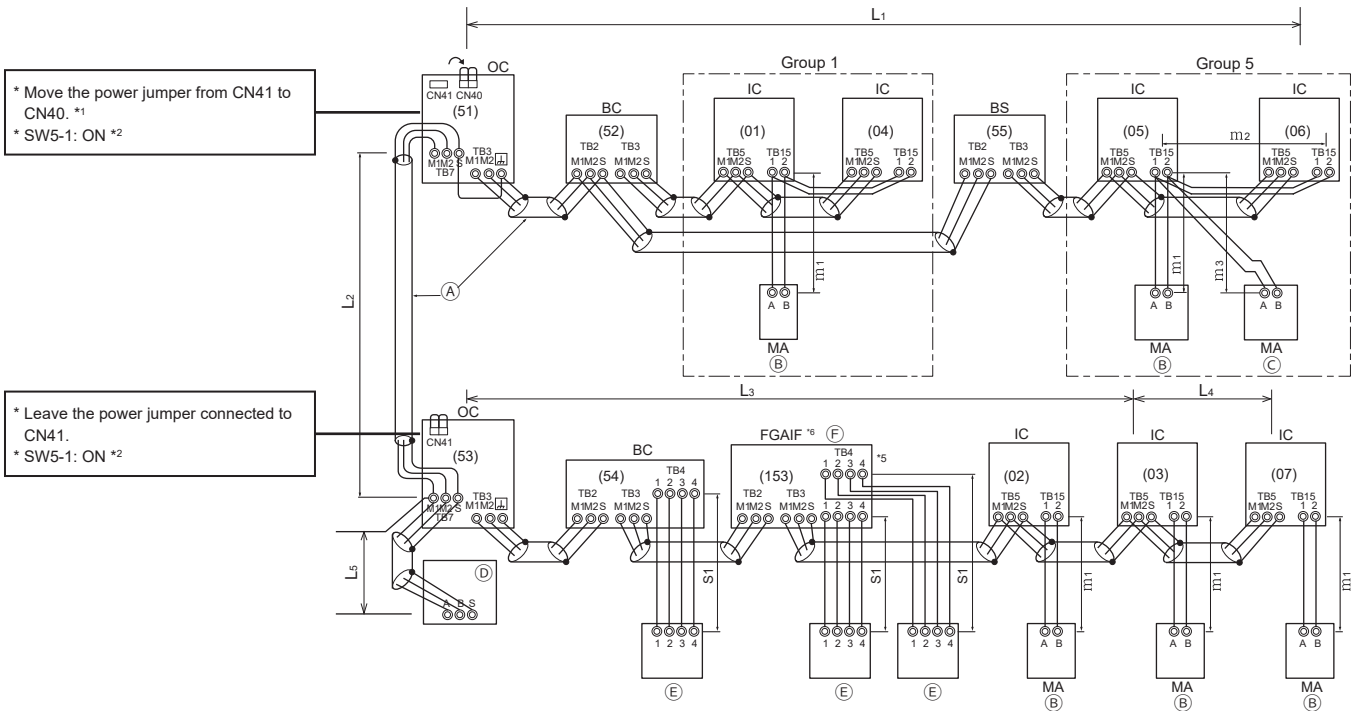 L1
* Move the power jumper from CN41 to
CN40. *1
* SW5-1: ON *2
OC
CN41 CN40
(51)
TB3
M1M2 S M1M2
TB7
BC
(52)
TB2 TB3
M1M2S M1M2S
Group 1
IC IC
(01) (04)
TB5 TB15 TB5 TB15
M1M2S 1 2 M1M2S 1 2
m1
A B
MA
Ⓑ
BS
(55)
TB2 TB3
M1M2S M1M2S
Group 5
IC IC
(05) (06)
m2
TB5 TB15 TB5 TB15
M1M2S 1 2 M1M2S 1 2
m1 m3
A B A B
MA MA
Ⓑ Ⓒ
L2
Ⓐ
* Leave the power jumper connected to
CN41.
* SW5-1: ON *2
L3 L4
OC
CN41
(53)
TB3
M1M2 S M1M2
TB7
L5
Ⓓ
A B S
BC
(54) TB4
TB2 TB3 1 2 3 4
M1M2S M1M2S
S1
1 2 3 4
Ⓔ
FGAIF *6 Ⓕ
TB4
(153) 1 2 3 4 *5
TB2 TB3
M1M2S M1M2S 1 2 3 4
S1 S1
1 2 3 4 1 2 3 4
Ⓔ Ⓔ
IC
(02)
TB5 TB15
M1M2S 1 2
m1
A B
MA
Ⓑ
IC
(03)
TB5 TB15
M1M2S 1 2
m1
A B
MA
Ⓑ
IC
(07)
TB5 TB15
M1M2S 1 2
m1
A B
MA
Ⓑ